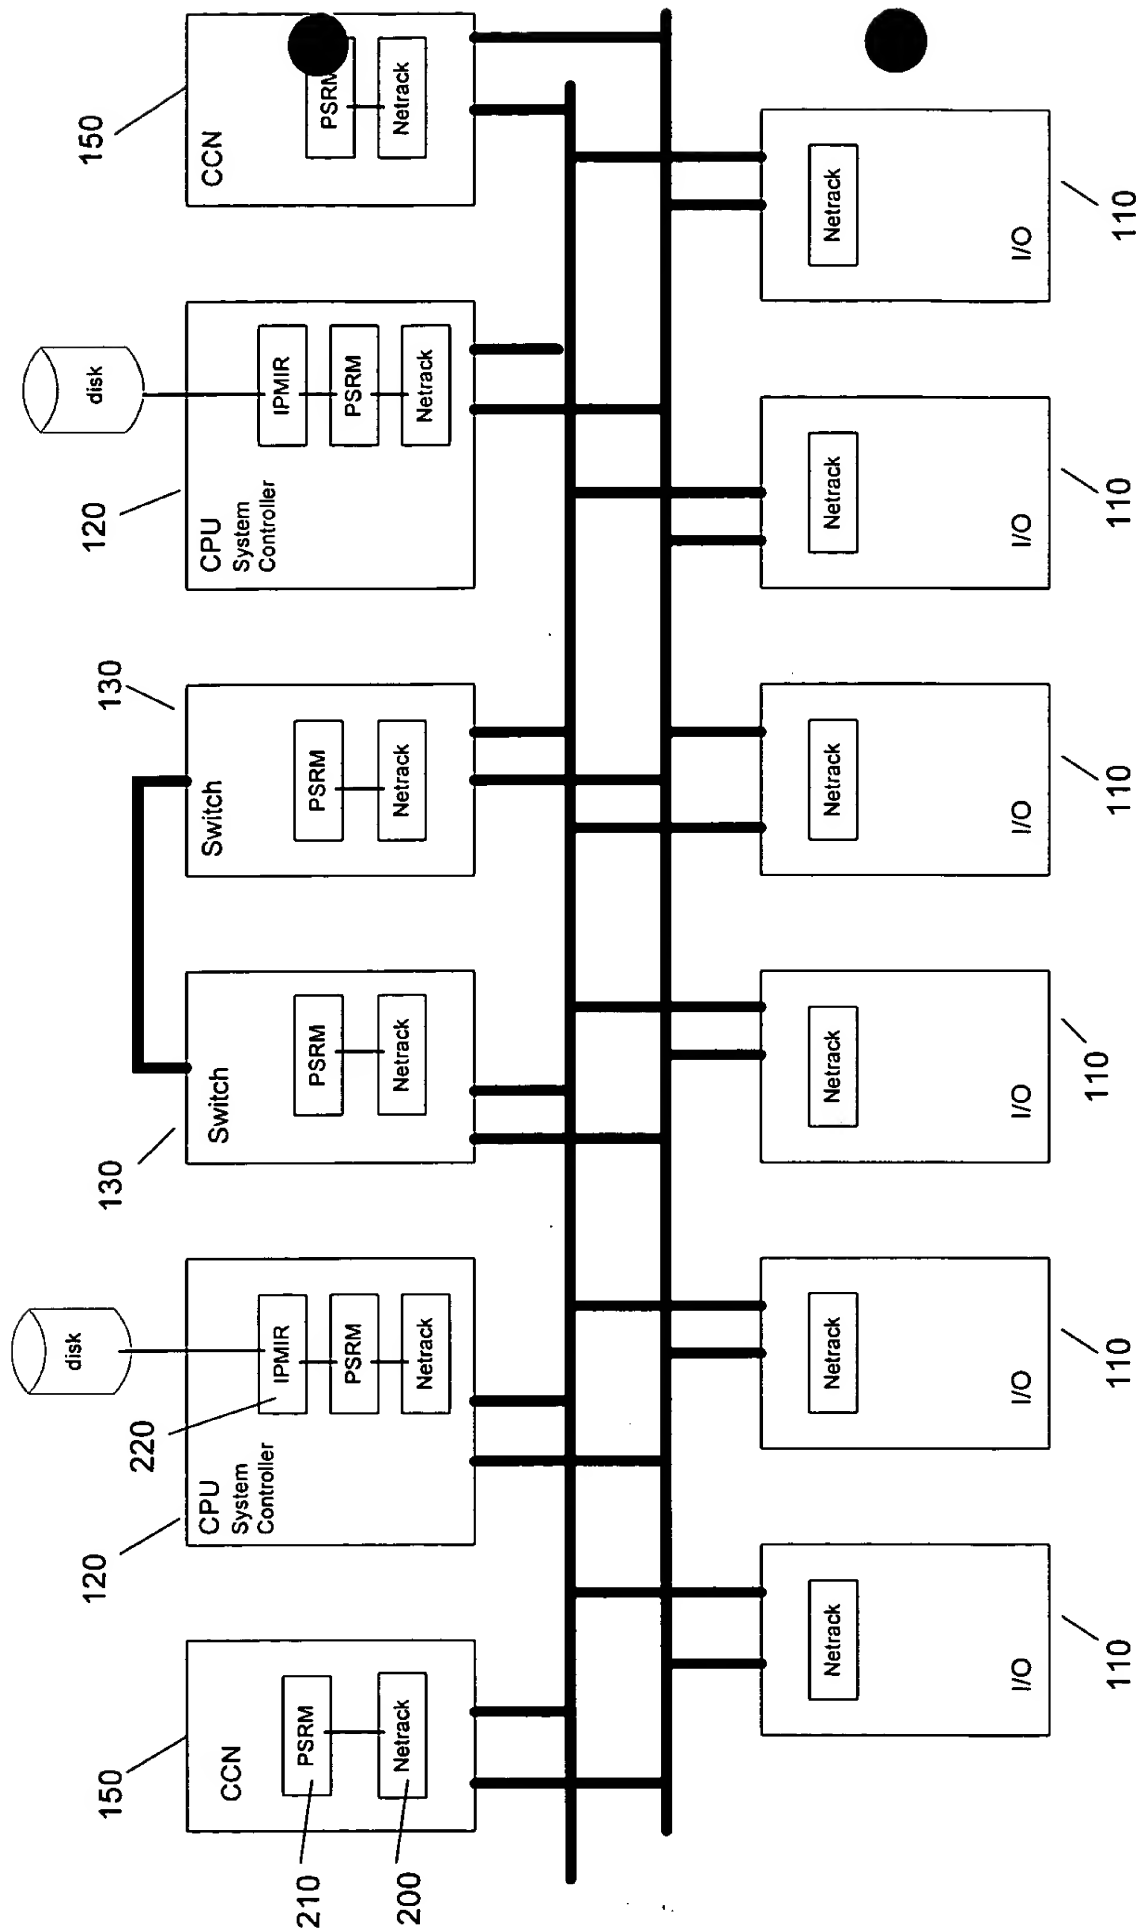 150
CCN
PSRM
Netrack
210
200
disk
120
220
CPU
System
Controller
IPMIR
PSRM
Netrack
130
Switch
PSRM
Netrack
130
Switch
PSRM
Netrack
disk
120
CPU
System
Controller
IPMIR
PSRM
Netrack
150
CCN
PSRM
Netrack
Netrack
I/O
110
Netrack
I/O
110
Netrack
I/O
110
Netrack
I/O
110
Netrack
I/O
110
Netrack
I/O
110